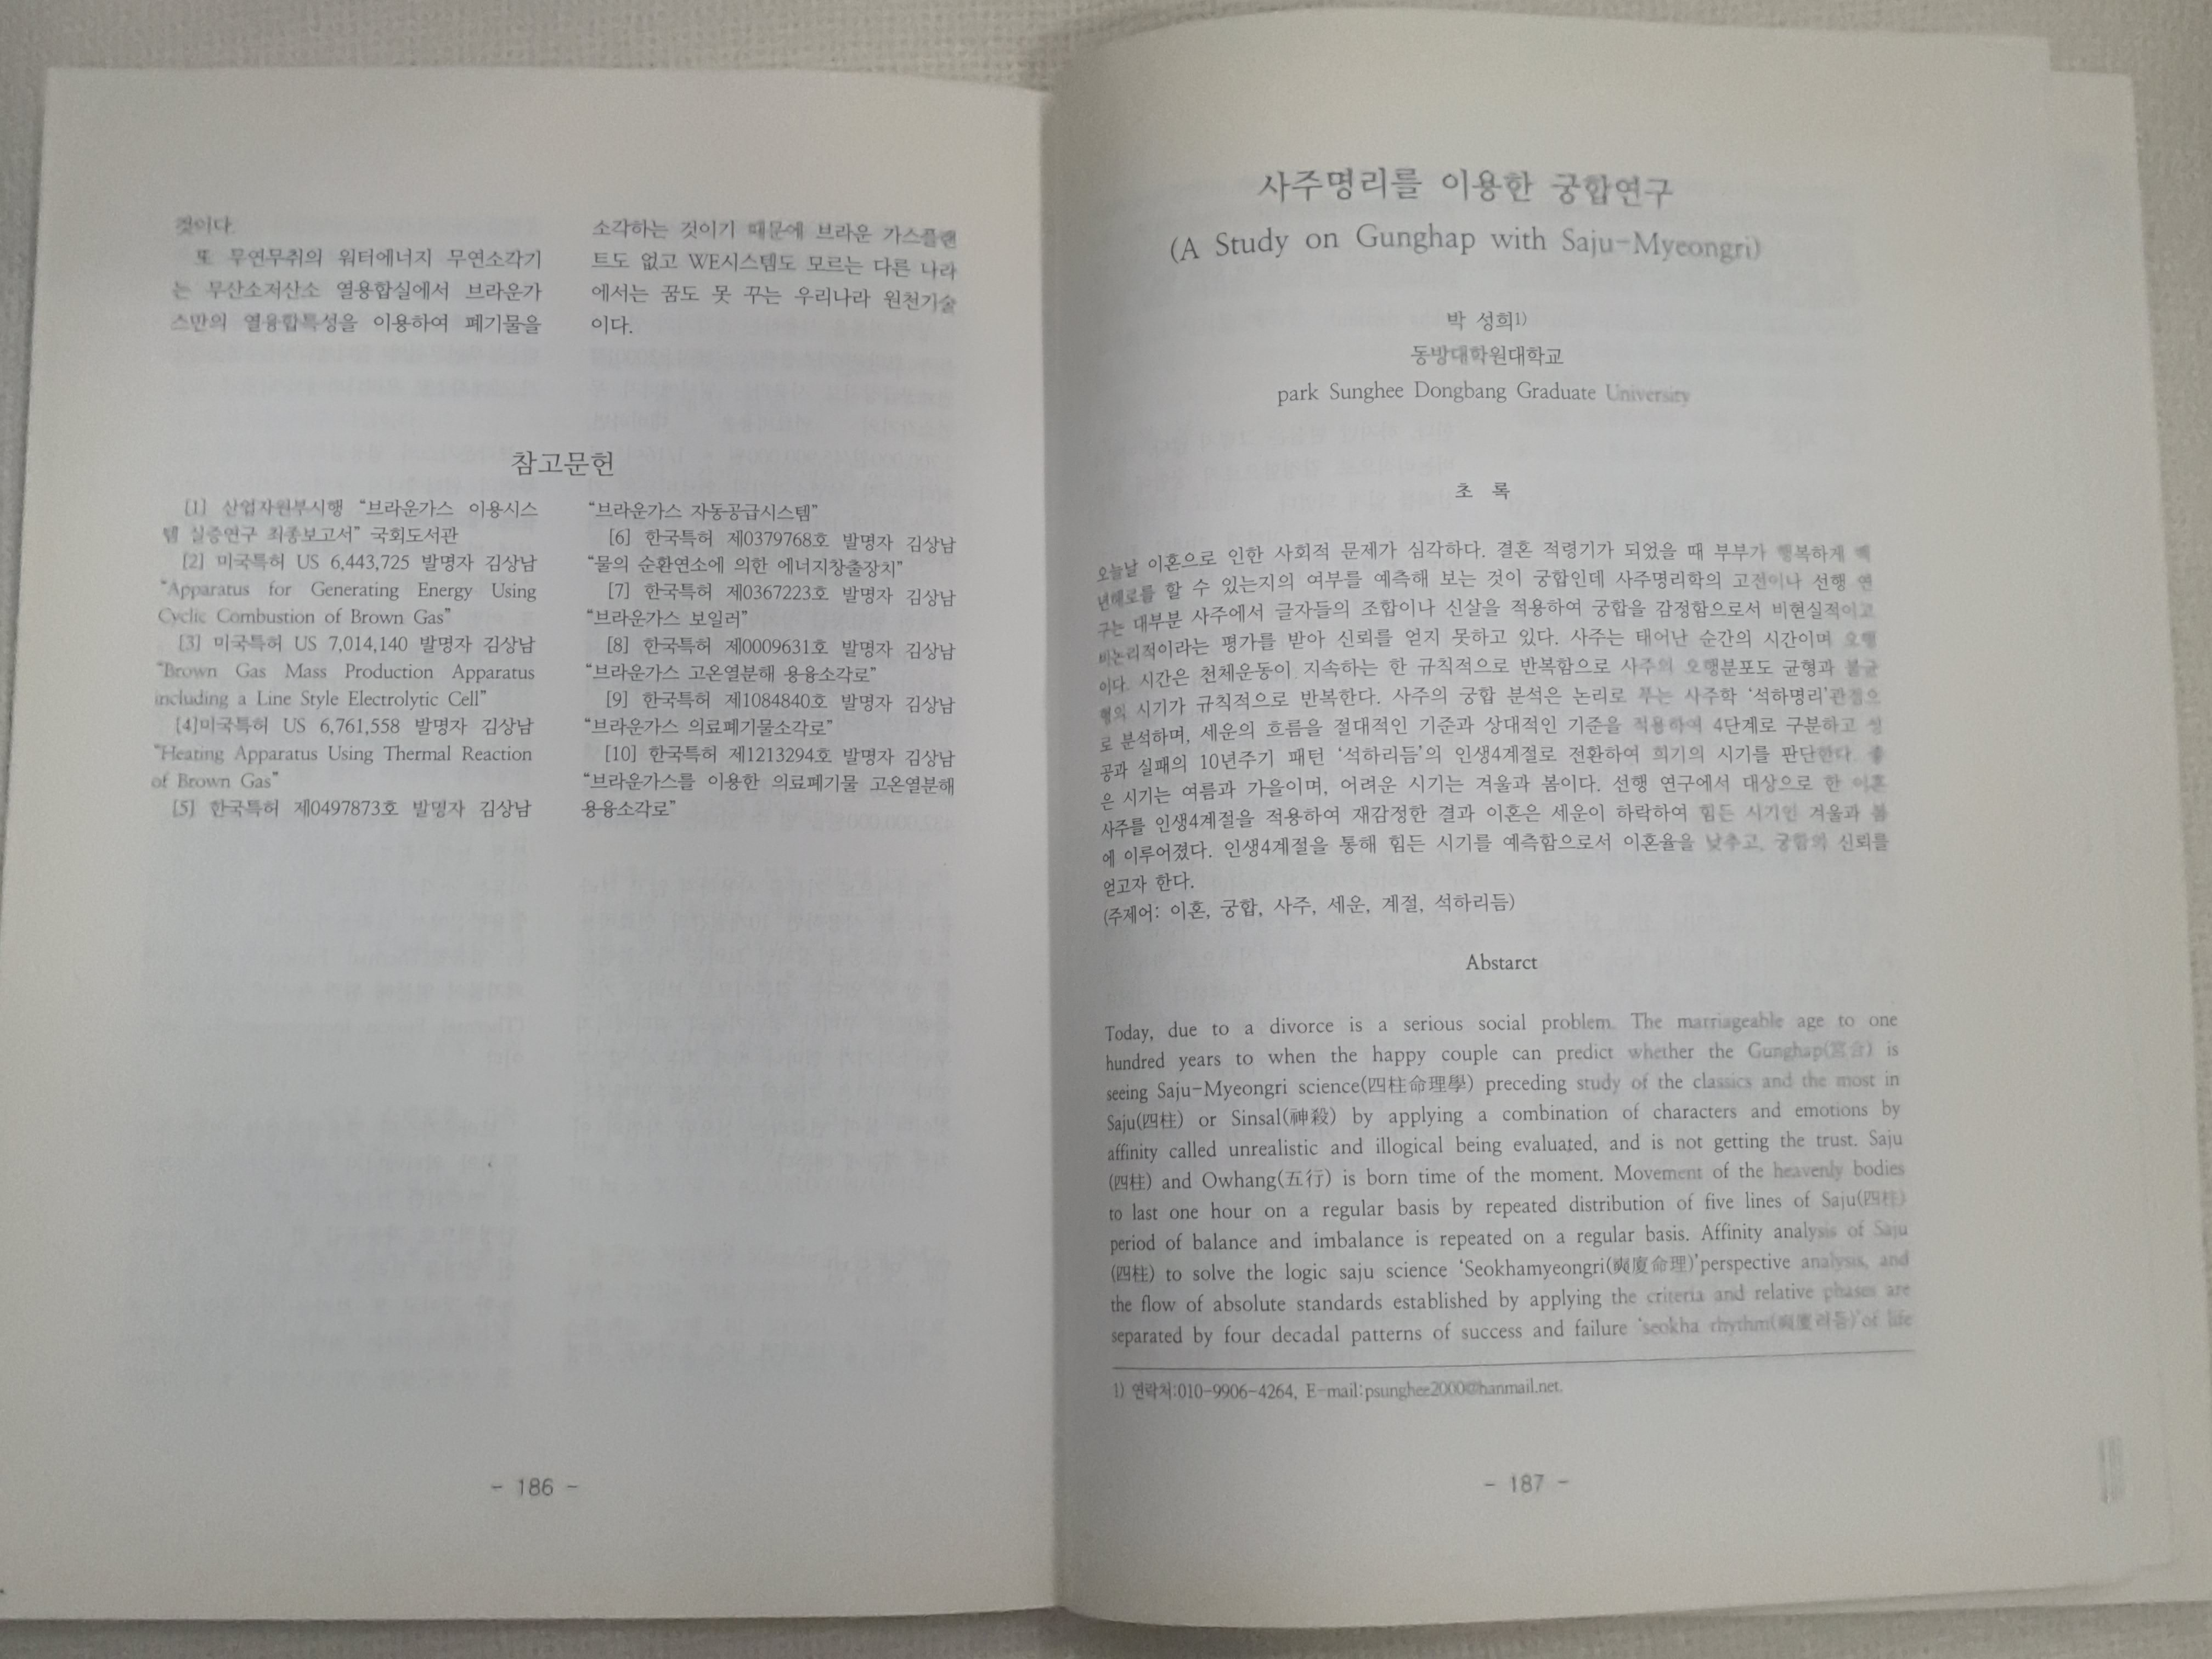 것이다.
또 무연무취의 워터에너지 무연소각기
는 무산소저산소 열용합실에서 브라운가
스만의 열융합특성을 이용하여 폐기물을
소각하는 것이기 때문에 브라운 가스플랜
트도 없고 WE시스템도 모르는 다른 나라
에서는 꿈도 못 꾸는 우리나라 원천기술
이다.
참고문헌
[1] 산업자원부시행 “브라운가스 이용시스
템 실증연구 최종보고서” 국회도서관
[2] 미국특허 US 6,443,725 발명자 김상남
“Apparatus for Generating Energy Using
Cyclic Combustion of Brown Gas”
[3] 미국특허 US 7,014,140 발명자 김상남
“Brown Gas Mass Production Apparatus
including a Line Style Electrolytic Cell”
[4]미국특허 US 6,761,558 발명자 김상남
“Heating Apparatus Using Thermal Reaction
of Brown Gas”
[5] 한국특허 제0497873호 발명자 김상남
“브라운가스 자동공급시스템”
[6] 한국특허 제0379768호 발명자 김상남
“물의 순환연소에 의한 에너지창출장치”
[7] 한국특허 제0367223호 발명자 김상남
“브라운가스 보일러”
[8] 한국특허 제0009631호 발명자 김상남
“브라운가스 고온열분해 용융소각로”
[9] 한국특허 제1084840호 발명자 김상남
“브라운가스 의료폐기물소각로”
[10] 한국특허 제1213294호 발명자 김상남
“브라운가스를 이용한 의료폐기물 고온열분해
용융소각로”
- 186 -
사주명리를 이용한 궁합연구
(A Study on Gunghap with Saju-Myeongri)
박 성희1)
동방대학원대학교
park Sunghee Dongbang Graduate University
초 록
오늘날 이혼으로 인한 사회적 문제가 심각하다. 결혼 적령기가 되었을 때 부부가 행복하게 백
년해로를 할 수 있는지의 여부를 예측해 보는 것이 궁합인데 사주명리학의 고전이나 선행 연
구는 대부분 사주에서 글자들의 조합이나 신살을 적용하여 궁합을 감정함으로서 비현실적이고
비논리적이라는 평가를 받아 신뢰를 얻지 못하고 있다. 사주는 태어난 순간의 시간이며 오행
이다. 시간은 천체운동이 지속하는 한 규칙적으로 반복함으로 사주의 오행분포도 균형과 불균
형의 시기가 규칙적으로 반복한다. 사주의 궁합 분석은 논리로 푸는 사주학 ‘석하명리’관점으
로 분석하며, 세운의 흐름을 절대적인 기준과 상대적인 기준을 적용하여 4단계로 구분하고 성
공과 실패의 10년주기 패턴 ‘석하리듬’의 인생4계절로 전환하여 희기의 시기를 판단한다. 좋
은 시기는 여름과 가을이며, 어려운 시기는 겨울과 봄이다. 선행 연구에서 대상으로 한 이혼
사주를 인생4계절을 적용하여 재감정한 결과 이혼은 세운이 하락하여 힘든 시기인 겨울과 봄
에 이루어졌다. 인생4계절을 통해 힘든 시기를 예측함으로서 이혼율을 낮추고, 궁합의 신뢰를
얻고자 한다.
(주제어: 이혼, 궁합, 사주, 세운, 계절, 석하리듬)
Abstarct
Today, due to a divorce is a serious social problem. The marriageable age to one
hundred years to when the happy couple can predict whether the Gunghap(宮合) is
seeing Saju-Myeongri science(四柱命理學) preceding study of the classics and the most in
Saju(四柱) or Sinsal(神殺) by applying a combination of characters and emotions by
affinity called unrealistic and illogical being evaluated, and is not getting the trust. Saju
(四柱) and Owhang(五行) is born time of the moment. Movement of the heavenly bodies
to last one hour on a regular basis by repeated distribution of five lines of Saju(四柱)
period of balance and imbalance is repeated on a regular basis. Affinity analysis of Saju
(四柱) to solve the logic saju science ‘Seokhamyeongri(奭廈命理)’perspective analysis, and
the flow of absolute standards established by applying the criteria and relative phases are
separated by four decadal patterns of success and failure ‘seokha rhythm(奭廈리듬)’of life
1) 연락처:010-9906-4264, E-mail:psunghee2000@hanmail.net.
- 187 -